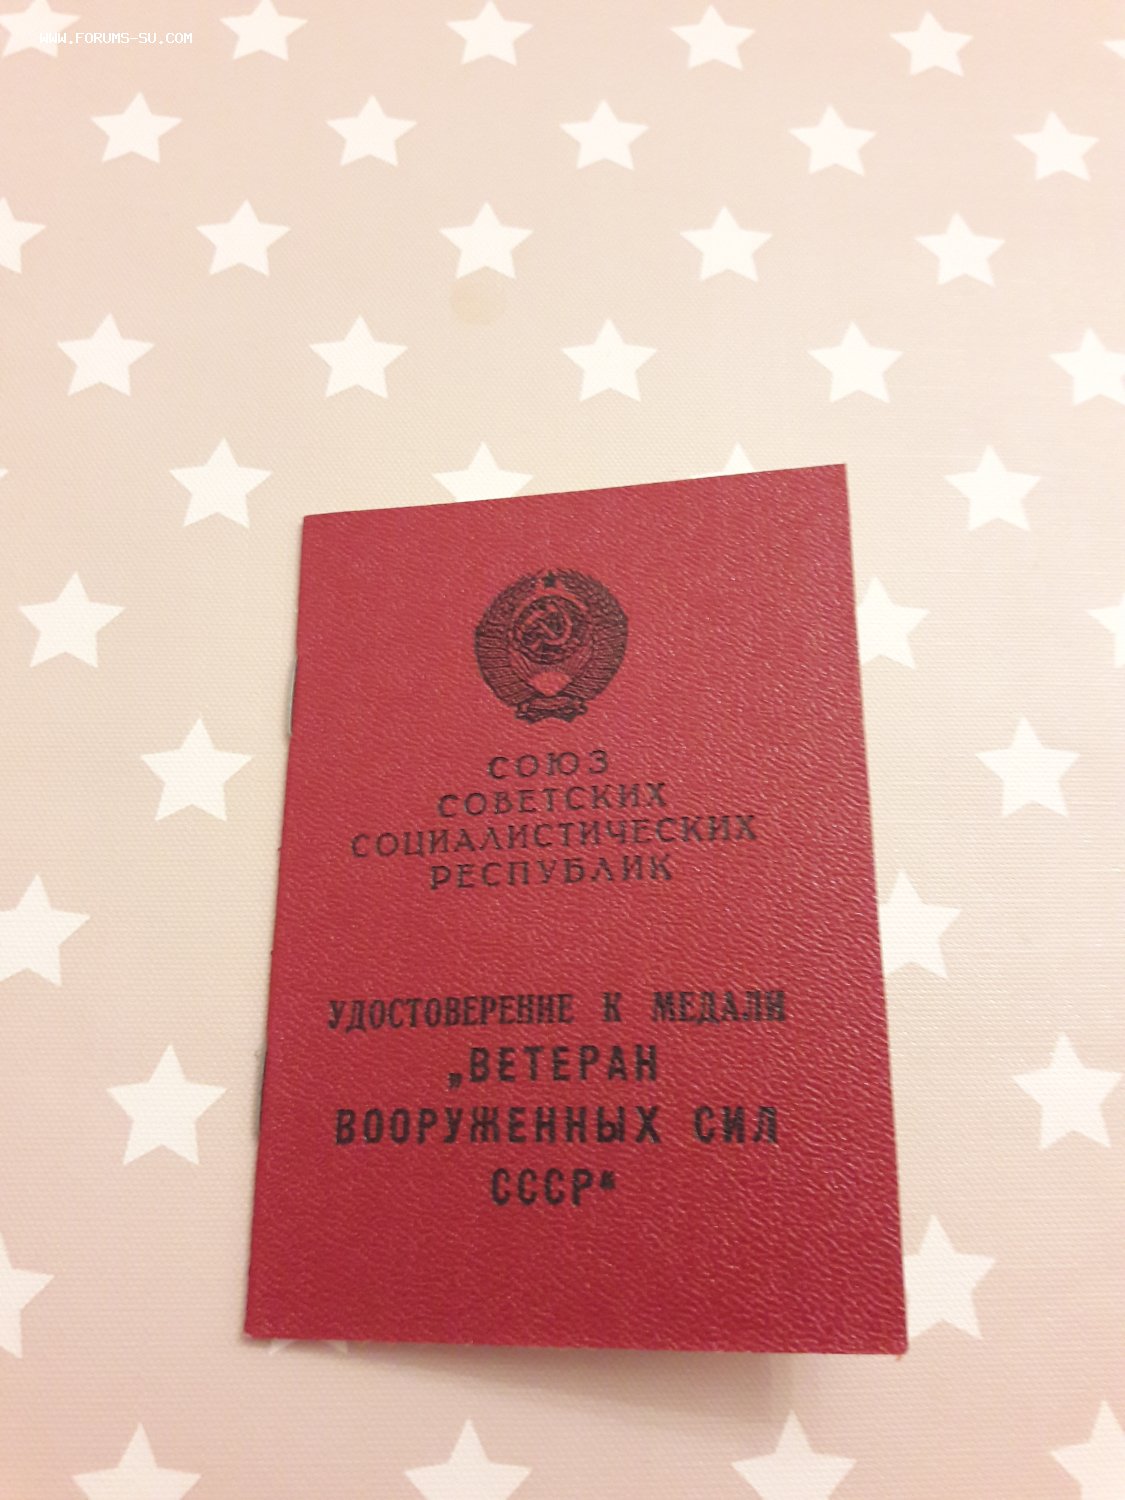 WWW.FORUMS-SU.COM
СОЮЗ
СОВЕТСКИХ
СОЦИАЛИСТИЧЕСКИХ
РЕСПУБЛИК
УДОСТОВЕРЕНИЕ К МЕДАЛИ
„ВЕТЕРАН
ВООРУЖЕННЫХ СИЛ
СССР“